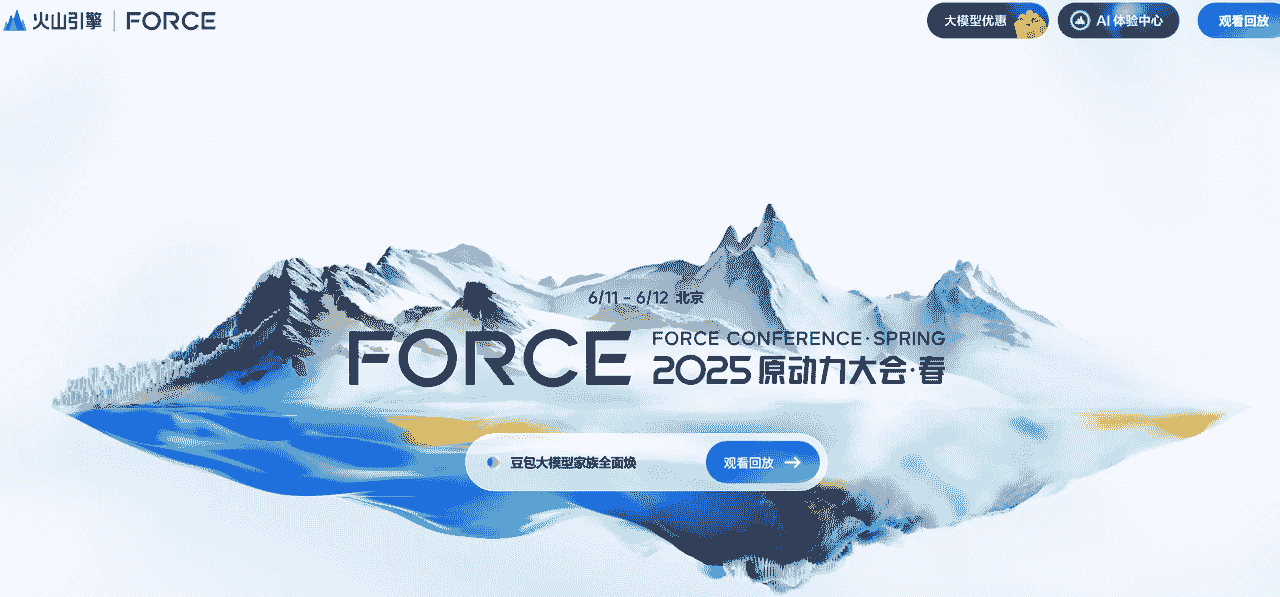 火山引擎 | FORCE
大模型优惠
AI 体验中心
观看回放
6/11 - 6/12 北京
FORCE
FORCE CONFERENCE · SPRING
2025 原动力大会·春
豆包大模型家族全面焕
观看回放 →